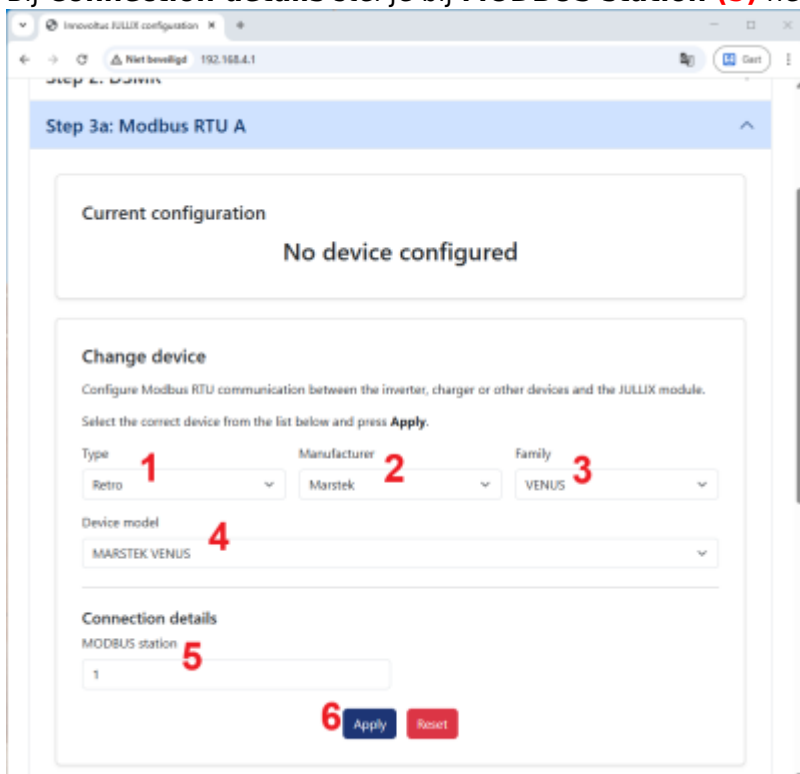 Innovoltus JULLIX configuration
Niet beveiligd 192.168.4.1
Gast
Step 2: DSMR
Step 3a: Modbus RTU A
Current configuration
No device configured
Change device
Configure Modbus RTU communication between the inverter, charger or other devices and the JULLIX module.
Select the correct device from the list below and press Apply.
Type 1 Manufacturer 2 Family 3
Retro Marstek VENUS
Device model 4
MARSTEK VENUS
Connection details
MODBUS station 5
1
6 Apply Reset